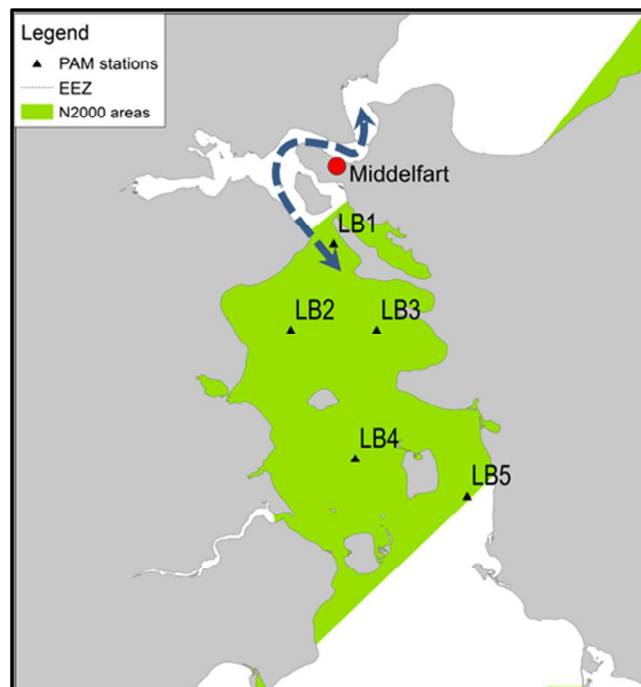 Legend
PAM stations
EEZ
N2000 areas
Middelfart
LB1
LB2
LB3
LB4
LB5